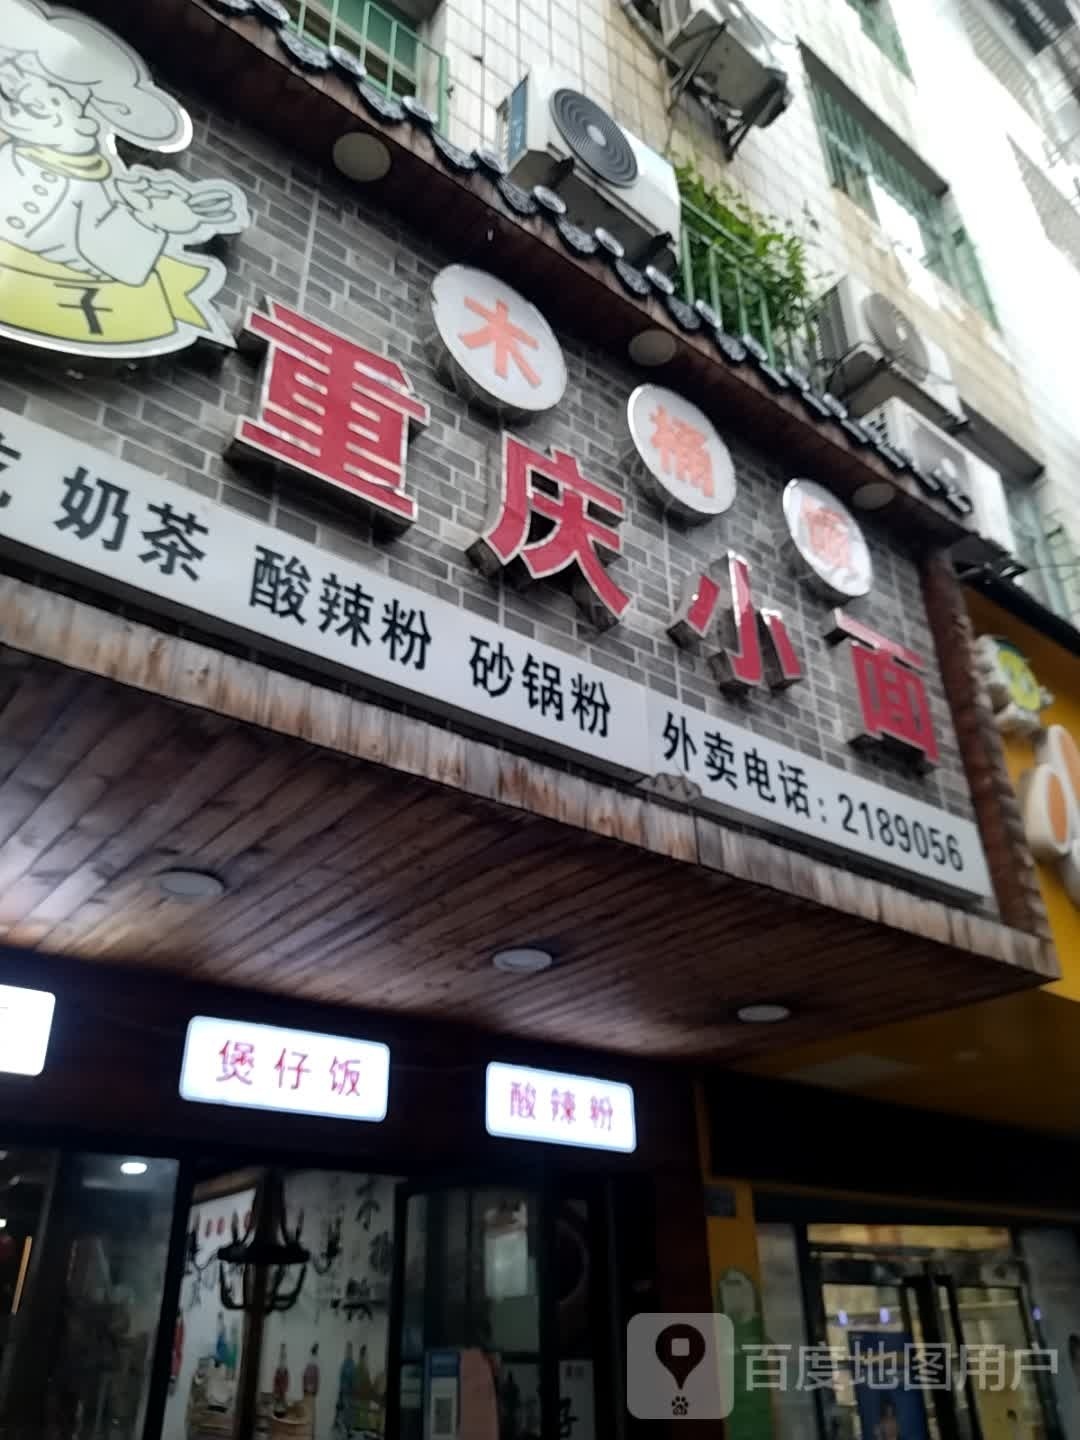 木桶饭
重庆小面
子
奶茶 酸辣粉 砂锅粉 外卖电话:2189056
煲仔饭
酸辣粉
百度地图用户